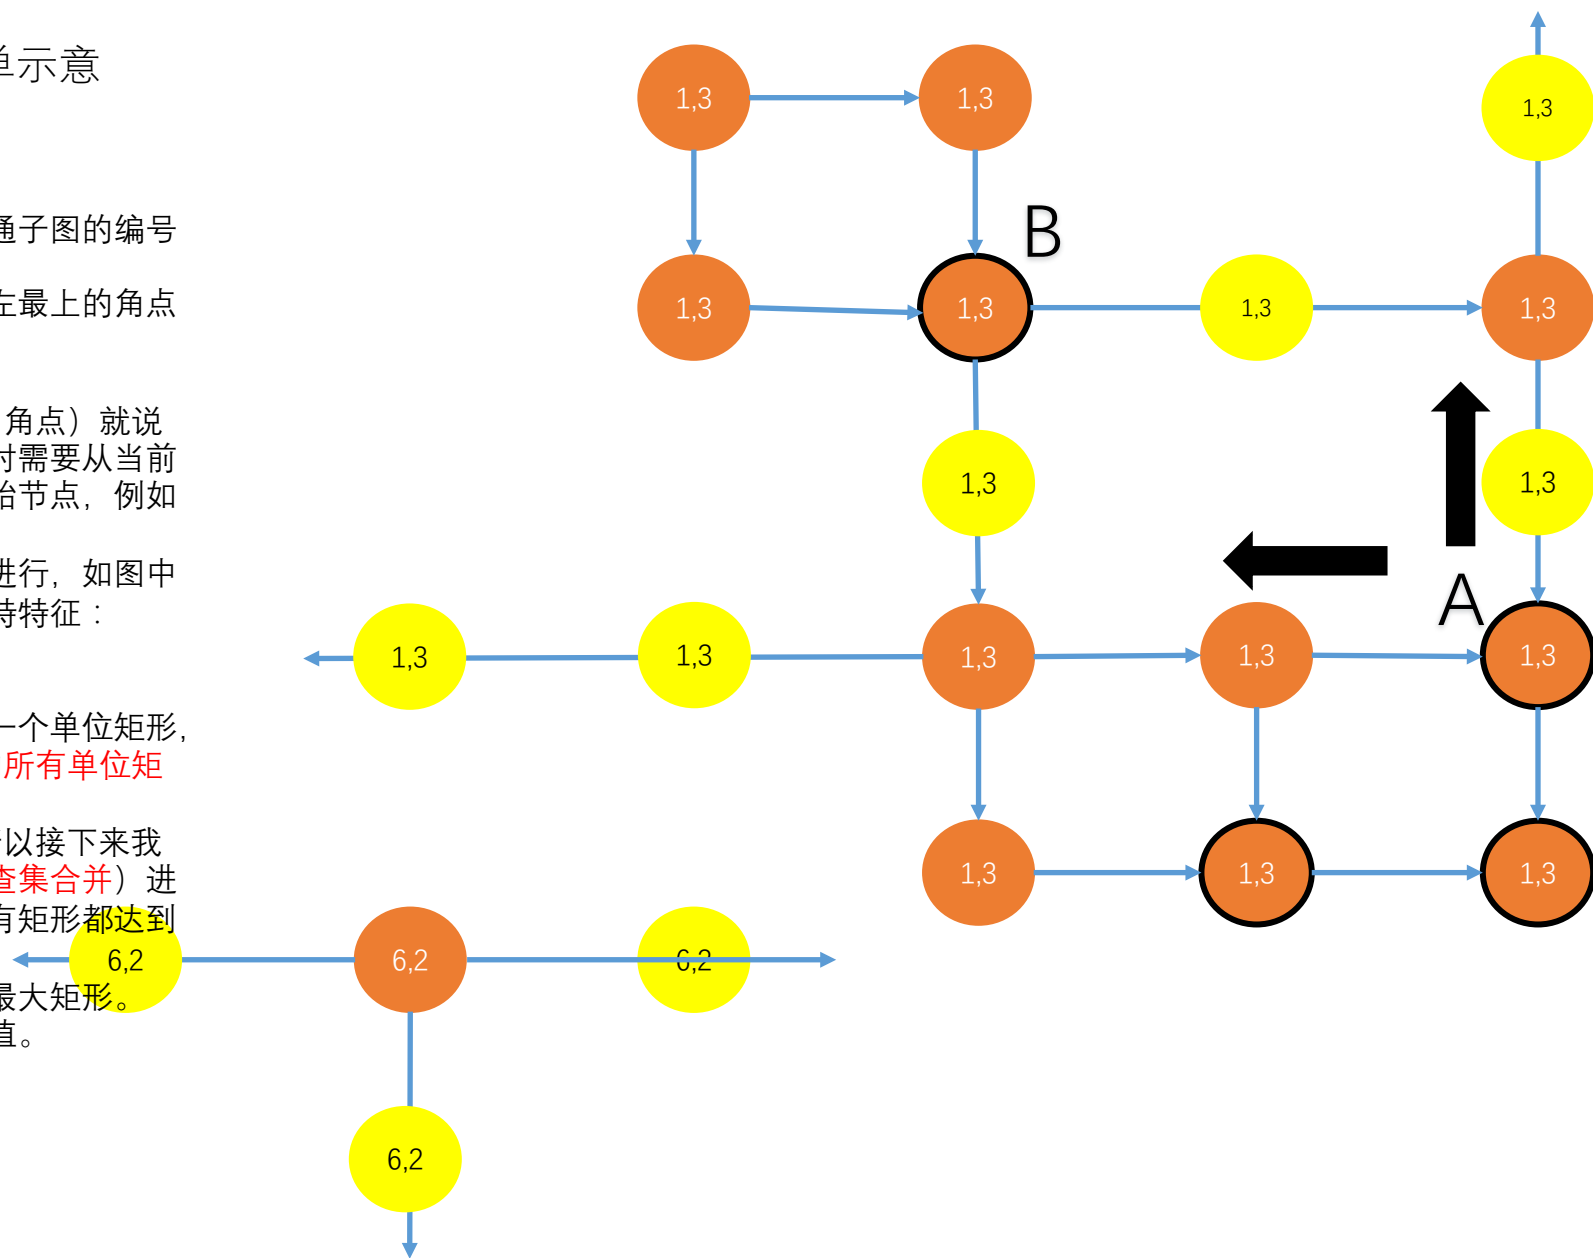 单示意
通子图的编号
左最上的角点
角点）就说
时需要从当前
始节点，例如
进行，如图中
持特征：
一个单位矩形，
所有单位矩
以接下来我
查集合并）进
有矩形都达到
最大矩形。
值。
1,3
1,3
1,3
B
1,3
1,3
1,3
1,3
1,3
1,3
A
1,3
1,3
1,3
1,3
1,3
1,3
1,3
1,3
6,2
6,2
6,2
6,2